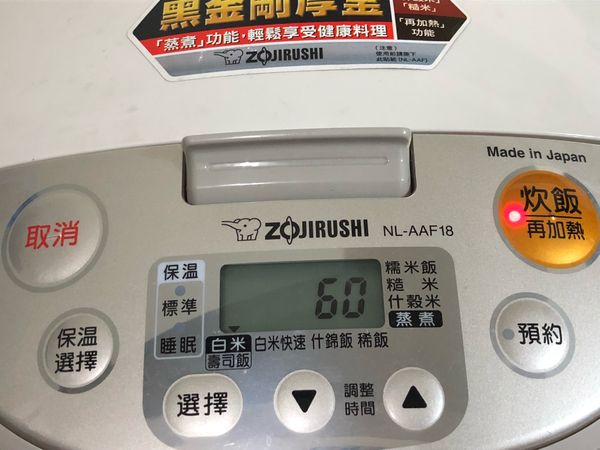 黑金剛厚釜
「蒸煮」功能，輕鬆享受健康料理
ZOJIRUSHI
「糙米」
「再加熱」
功能
（注意）
使用前請撕下
此貼紙 (NL-AAF)
Made in Japan
取消
炊飯
再加熱
ZOJIRUSHI NL-AAF18
保溫
標準
睡眠
60
糯米飯
糙米
什穀米
蒸煮
白米 白米快速 什錦飯 稀飯
壽司飯
保溫
選擇
預約
選擇
▼
調整
時間
▲